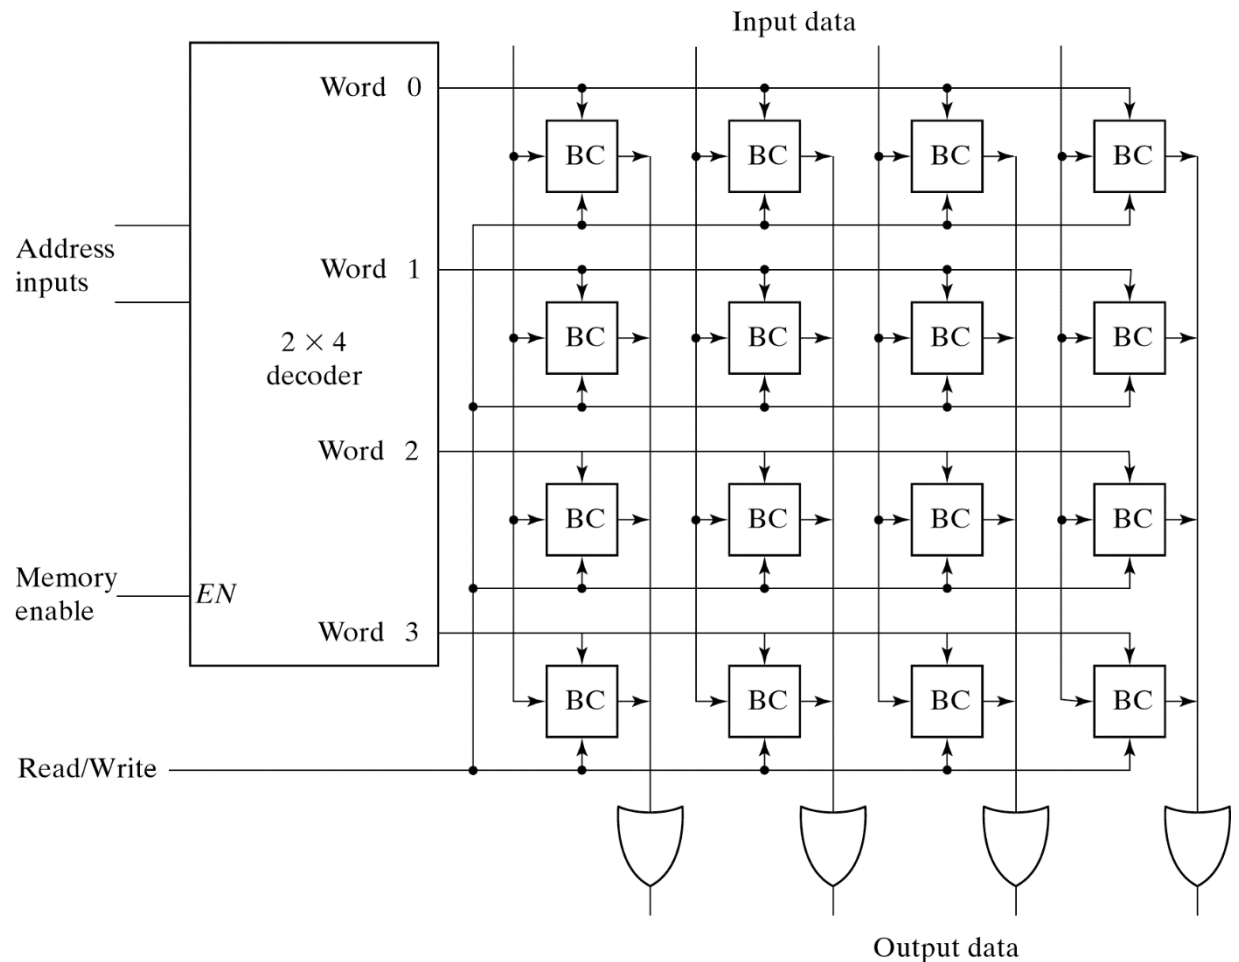 Input data
Word 0
BC BC BC BC
Address
inputs
Word 1
BC BC BC BC
2 × 4
decoder
Word 2
BC BC BC BC
Memory
enable
EN
Word 3
BC BC BC BC
Read/Write
Output data